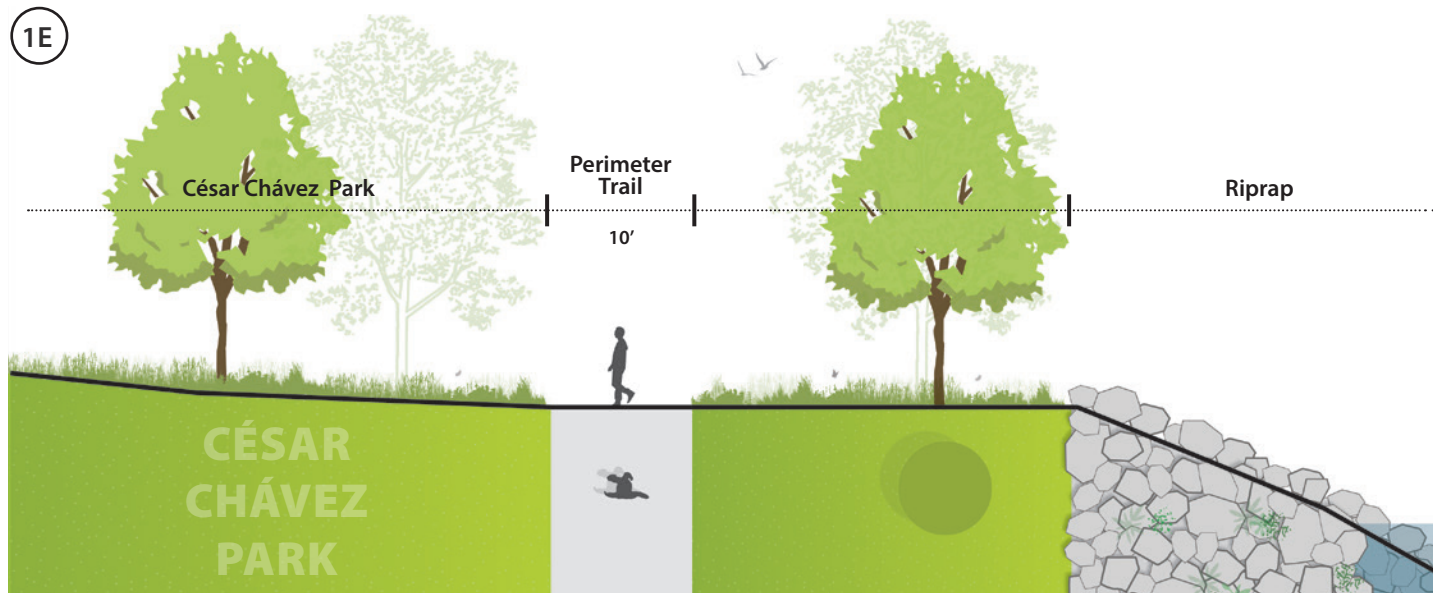 1E
César Chávez Park
Perimeter
Trail
10′
Riprap
CÉSAR
CHÁVEZ
PARK